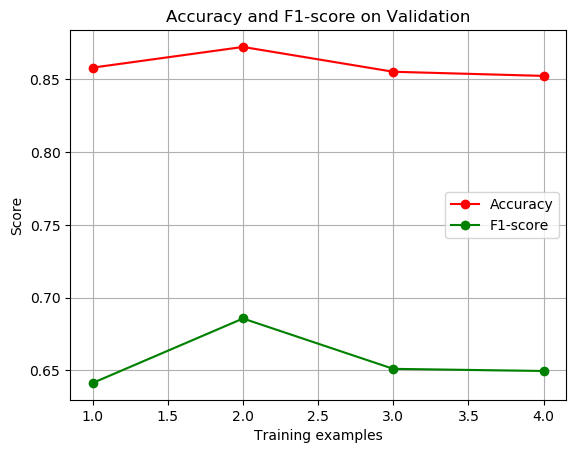 Accuracy and F1-score on Validation
0.85
0.80
0.75
0.70
0.65
Score
Accuracy
F1-score
1.0 1.5 2.0 2.5 3.0 3.5 4.0
Training examples